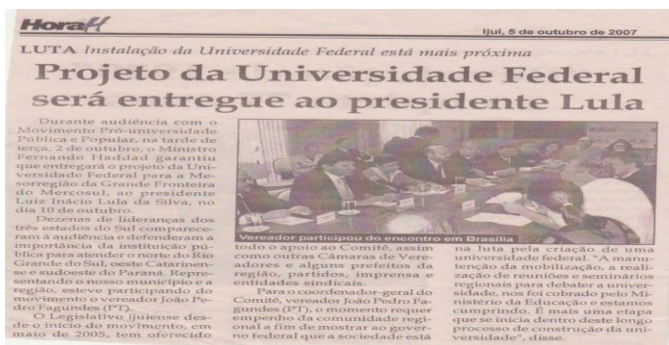 Hora H
Ijuí, 5 de outubro de 2007
LUTA Instalação da Universidade Federal está mais próxima
Projeto da Universidade Federal
será entregue ao presidente Lula
Durante audiência com o
Movimento Pró-universidade
Pública e Popular, na tarde de
terça, 2 de outubro, o Ministro
Fernando Haddad garantiu
que entregará o projeto da Uni-
versidade Federal para a Me-
sorregião da Grande Fronteira
do Mercosul, ao presidente
Luiz Inácio Lula da Silva, no
dia 10 de outubro.
Dezenas de lideranças dos
três estados do Sul comparece-
ram à audiência e defenderam a
importância da instituição pú-
blica para atender o norte do Rio
Grande do Sul, oeste Catarinen-
se e sudoeste do Paraná. Repre-
sentando o nosso município e a
região, esteve participando do
movimento o vereador João Pe-
dro Fagundes (PT).
O Legislativo ijuiense des-
de o início do movimento, em
maio de 2005, tem oferecido
Vereador participou do encontro em Brasília
todo o apoio ao Comitê, assim
como outras Câmaras de Vere-
adores e alguns prefeitos da
região, partidos, imprensa e
entidades sindicais.
Para o coordenador-geral do
Comitê, vereador João Pedro Fa-
gundes (PT), o momento requer
empenho da comunidade regi-
onal a fim de mostrar ao gover-
no federal que a sociedade está
na luta pela criação de uma
universidade federal. "A manu-
tenção da mobilização, a reali-
zação de reuniões e seminários
regionais para debater a univer-
sidade, nos foi cobrado pelo Mi-
nistério da Educação e estamos
cumprindo. É mais uma etapa
que se inicia dentro deste longo
processo de construção da uni-
versidade", disse.